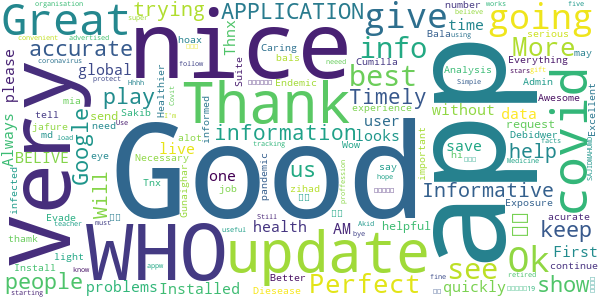 Good
app
WHO
very
nice
update
Thank
covid
Great
Ok
give
going
info
best
Perfect
people
play
Google
information
APPLICATION
trying
accurate
global
Will
BELIVE
please
Always
Timely
More
time
us
see
keep
show
help
data
save
user
looks
Informative
quickly
health
AM
one
live
problems
Installed
Install
First
helpful
without
request
experience
Thnx
hoax
Caring
bals
Suite
Healthier
Endemic
Cumilla
Bala
using
serious
number
may
Admin
Analysis
Everything
believe
stars
gift
Simple
Awesome
Excellent
SAJIDMAHMUD
facts
Medicine
Debidwer
Exposure
acurate
continue
retired
works
five
organisation
super
convenient
advertised
coronavirus
protect
follow
Hhhh
neeed
Covit
load
Use
md
Sakib
mia
tell
jafure
send
need
alot
infected
eye
Necessary
Tnx
job
pandemic
Wow
zihad
informed
Gunaighar
important
tracking
say
hope
proffession
Evade
thamk
light
Diesease
Better
Still
useful
Akid
bye
hi
fine
teacher
must
know
appw
starting